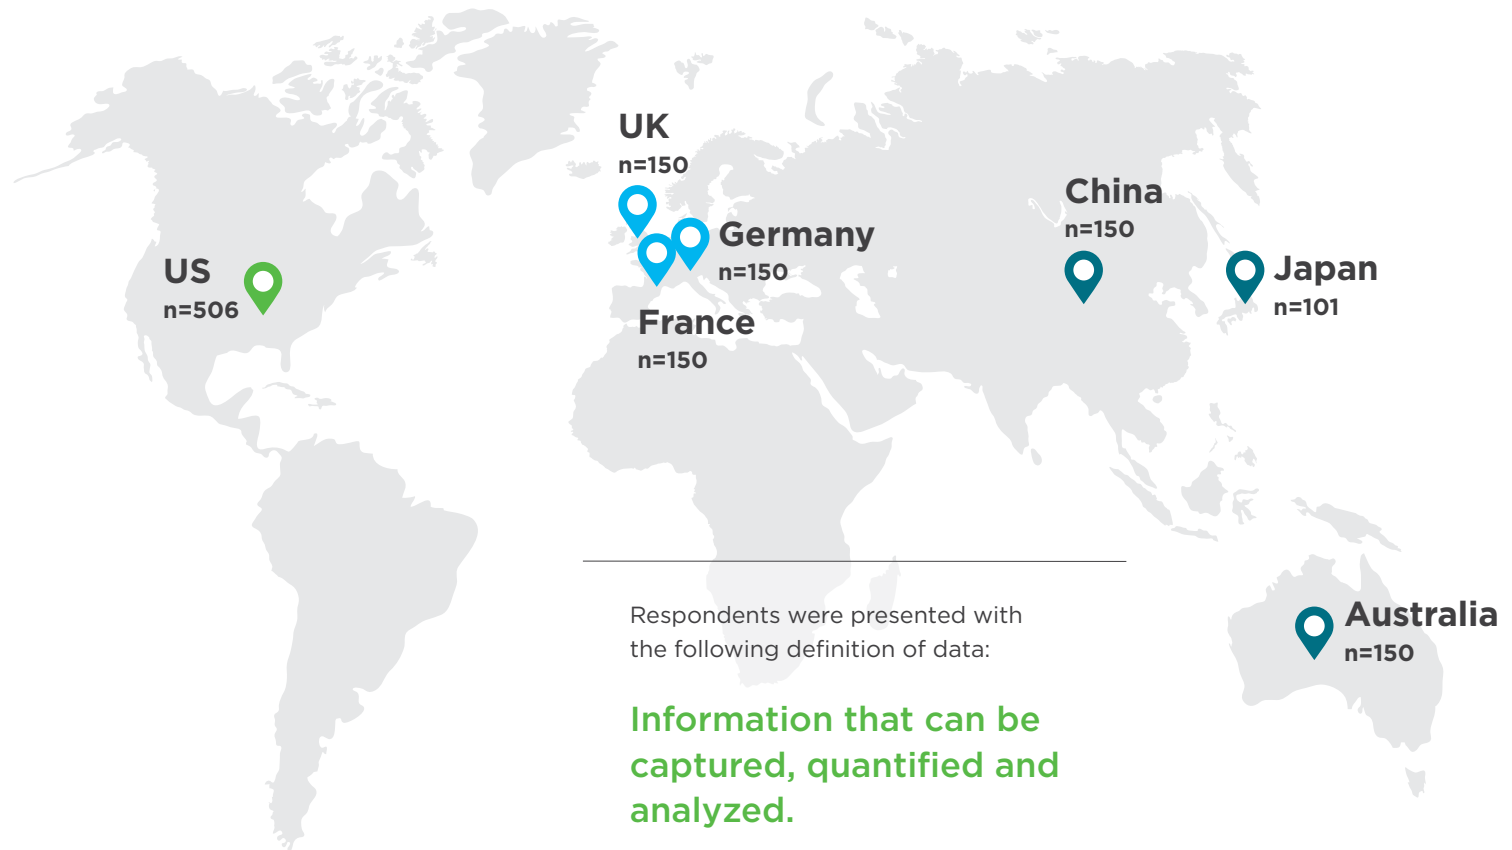 UK
n=150
China
n=150
Germany
n=150
US
n=506
Japan
n=101
France
n=150
Respondents were presented with
the following definition of data:
Information that can be
captured, quantified and
analyzed.
Australia
n=150